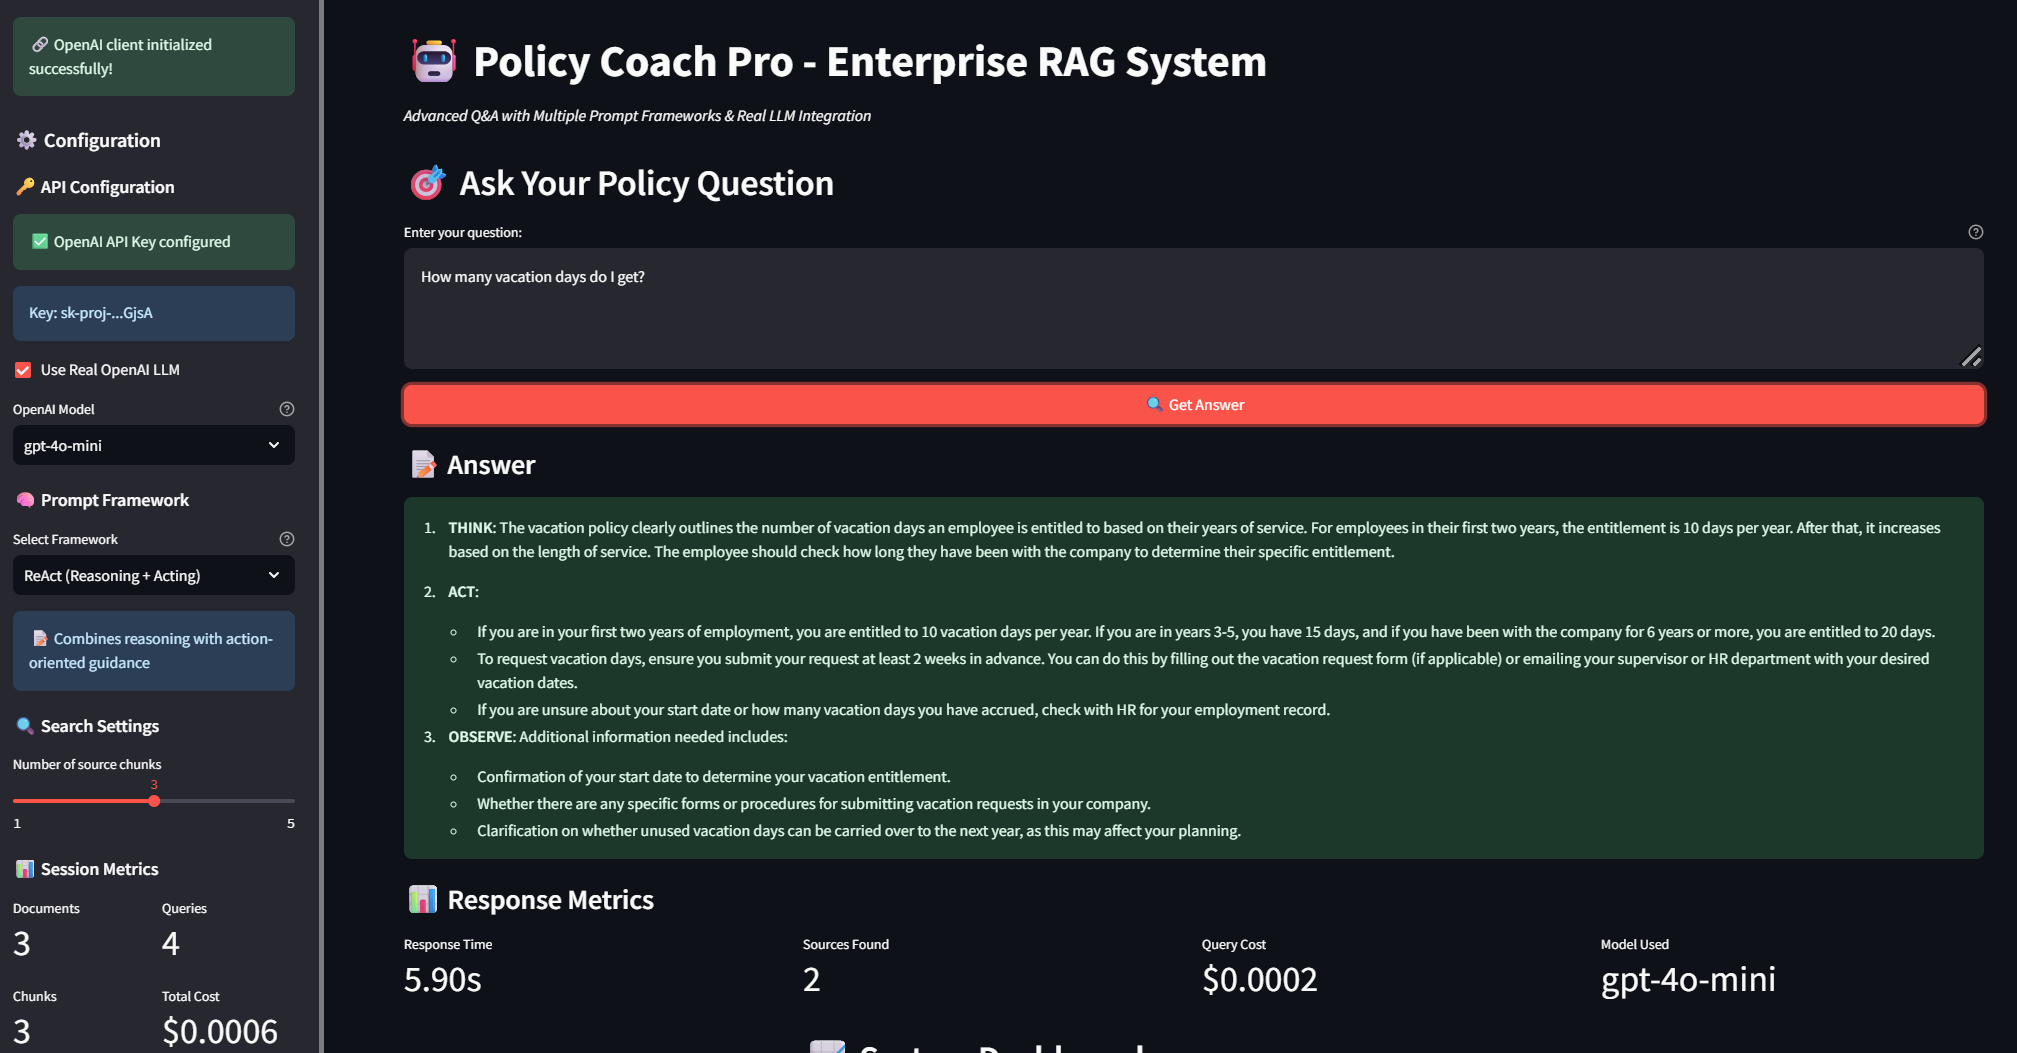 OpenAI client initialized
successfully!
Configuration
API Configuration
OpenAI API Key configured
Key: sk-proj-...GjsA
Use Real OpenAI LLM
OpenAI Model
gpt-4o-mini
Prompt Framework
Select Framework
ReAct (Reasoning + Acting)
Combines reasoning with action-
oriented guidance
Search Settings
Number of source chunks
3
1 5
Session Metrics
Documents Queries
3 4
Chunks Total Cost
3 $0.0006
Policy Coach Pro - Enterprise RAG System
Advanced Q&A with Multiple Prompt Frameworks & Real LLM Integration
Ask Your Policy Question
Enter your question:
How many vacation days do I get?
Get Answer
Answer
1. THINK: The vacation policy clearly outlines the number of vacation days an employee is entitled to based on their years of service. For employees in their first two years, the entitlement is 10 days per year. After that, it increases
based on the length of service. The employee should check how long they have been with the company to determine their specific entitlement.
2. ACT:
If you are in your first two years of employment, you are entitled to 10 vacation days per year. If you are in years 3-5, you have 15 days, and if you have been with the company for 6 years or more, you are entitled to 20 days.
To request vacation days, ensure you submit your request at least 2 weeks in advance. You can do this by filling out the vacation request form (if applicable) or emailing your supervisor or HR department with your desired
vacation dates.
If you are unsure about your start date or how many vacation days you have accrued, check with HR for your employment record.
3. OBSERVE: Additional information needed includes:
Confirmation of your start date to determine your vacation entitlement.
Whether there are any specific forms or procedures for submitting vacation requests in your company.
Clarification on whether unused vacation days can be carried over to the next year, as this may affect your planning.
Response Metrics
Response Time Sources Found Query Cost Model Used
5.90s 2 $0.0002 gpt-4o-mini